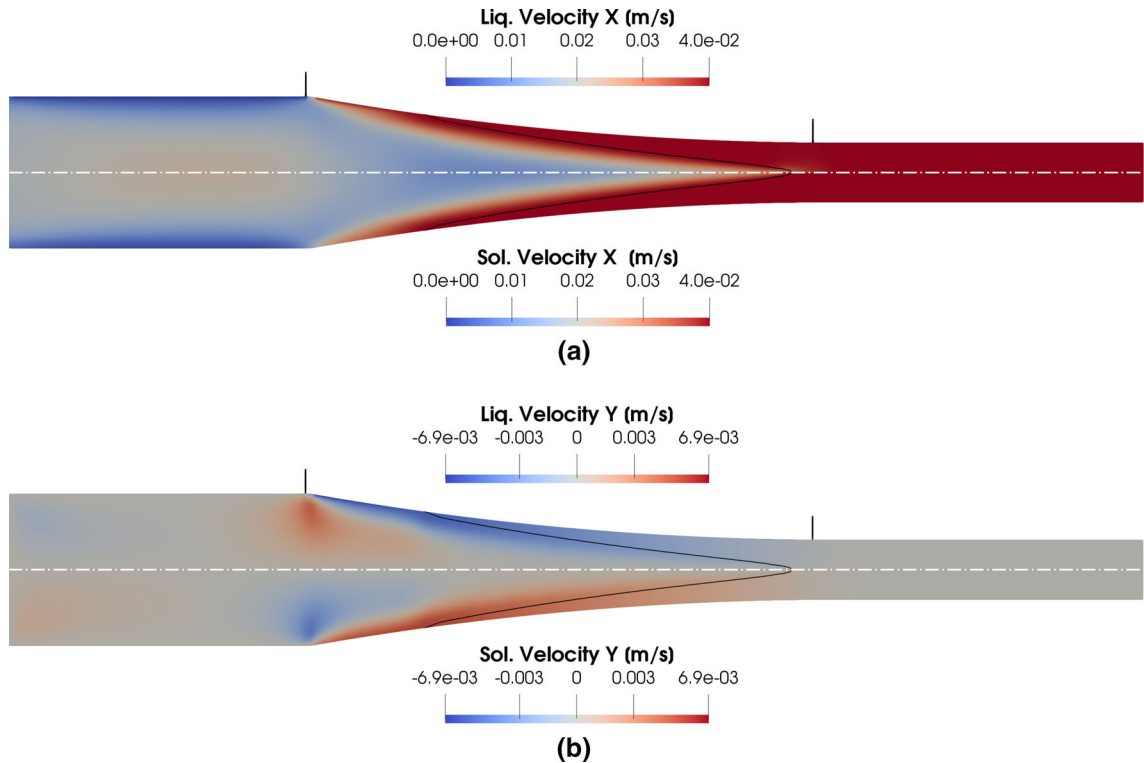 Liq. Velocity X (m/s)
0.0e+00 0.01 0.02 0.03 4.0e-02
Sol. Velocity X (m/s)
0.0e+00 0.01 0.02 0.03 4.0e-02
(a)
Liq. Velocity Y (m/s)
-6.9e-03 -0.003 0 0.003 6.9e-03
Sol. Velocity Y (m/s)
-6.9e-03 -0.003 0 0.003 6.9e-03
(b)